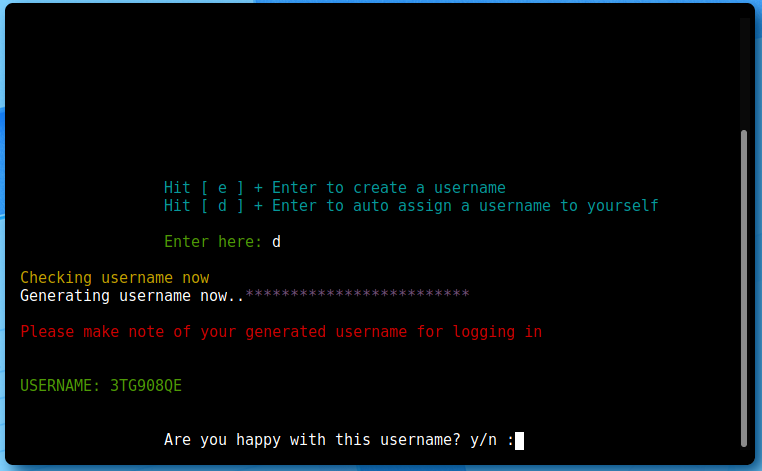 Hit [ e ] + Enter to create a username
Hit [ d ] + Enter to auto assign a username to yourself
Enter here: d
Checking username now
Generating username now..*************************
Please make note of your generated username for logging in
USERNAME: 3TG908QE
Are you happy with this username? y/n :